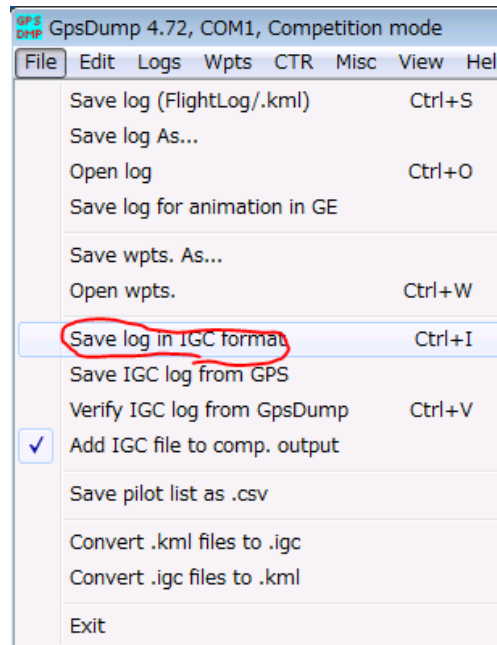 GPS DMP GpsDump 4.72, COM1, Competition mode
File Edit Logs Wpts CTR Misc View Hel
Save log (FlightLog/.kml) Ctrl+S
Save log As...
Open log Ctrl+O
Save log for animation in GE
Save wpts. As...
Open wpts. Ctrl+W
Save log in IGC format Ctrl+I
Save IGC log from GPS
Verify IGC log from GpsDump Ctrl+V
Add IGC file to comp. output
Save pilot list as .csv
Convert .kml files to .igc
Convert .igc files to .kml
Exit